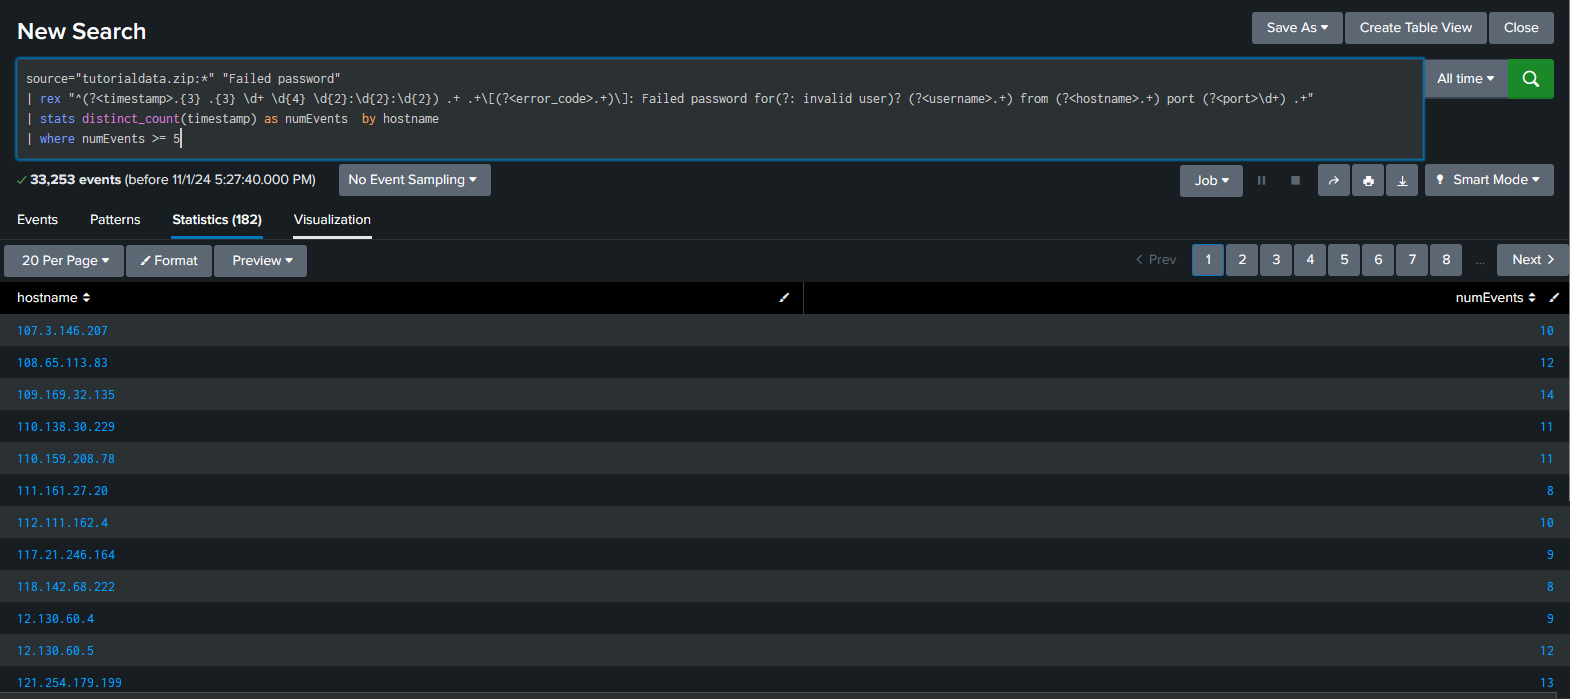 New Search
Save As Create Table View Close
source="tutorialdata.zip:*" "Failed password"
| rex "^(?<timestamp>.{3} .{3} \d+ \d{4} \d{2}:\d{2}:\d{2}) .+ .+\[(?<error_code>.+)\]: Failed password for(?: invalid user)? (?<username>.+) from (?<hostname>.+) port (?<port>\d+) .+"
| stats distinct_count(timestamp) as numEvents  by hostname
| where numEvents >= 5
All time
33,253 events (before 11/1/24 5:27:40.000 PM) No Event Sampling Job Smart Mode
Events Patterns Statistics (182) Visualization
20 Per Page Format Preview < Prev 1 2 3 4 5 6 7 8 ... Next >
hostname numEvents
107.3.146.207 10
108.65.113.83 12
109.169.32.135 14
110.138.30.229 11
110.159.208.78 11
111.161.27.20 8
112.111.162.4 10
117.21.246.164 9
118.142.68.222 8
12.130.60.4 9
12.130.60.5 12
121.254.179.199 13